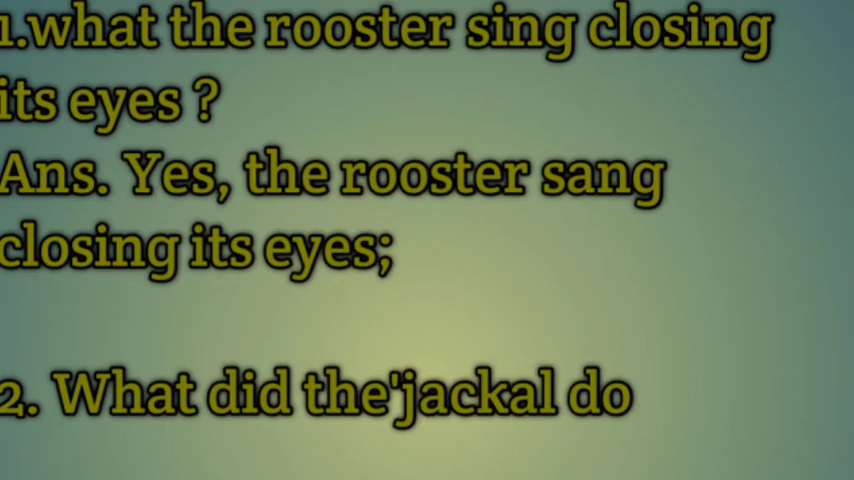 1.what the rooster sing closing
its eyes ?
Ans. Yes, the rooster sang
closing its eyes;
2. What did the'jackal do